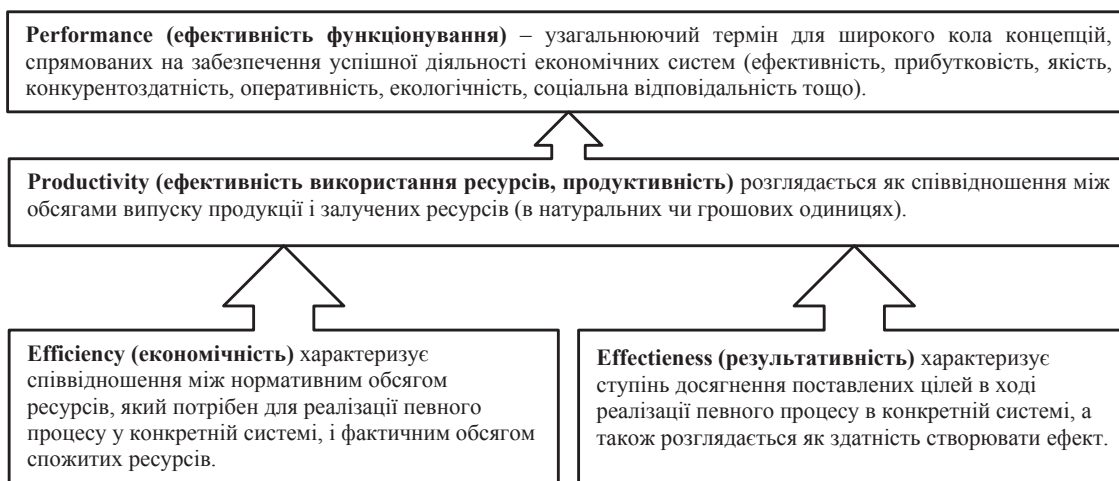 Performance (ефективність функціонування) – узагальнюючий термін для широкого кола концепцій,
спрямованих на забезпечення успішної діяльності економічних систем (ефективність, прибутковість, якість,
конкурентоздатність, оперативність, екологічність, соціальна відповідальність тощо).
Productivity (ефективність використання ресурсів, продуктивність) розглядається як співвідношення між
обсягами випуску продукції і залучених ресурсів (в натуральних чи грошових одиницях).
Efficiency (економічність) характеризує
співвідношення між нормативним обсягом
ресурсів, який потрібен для реалізації певного
процесу у конкретній системі, і фактичним обсягом
спожитих ресурсів.
Effectieness (результативність) характеризує
ступінь досягнення поставлених цілей в ході
реалізації певного процесу в конкретній системі, а
також розглядається як здатність створювати ефект.